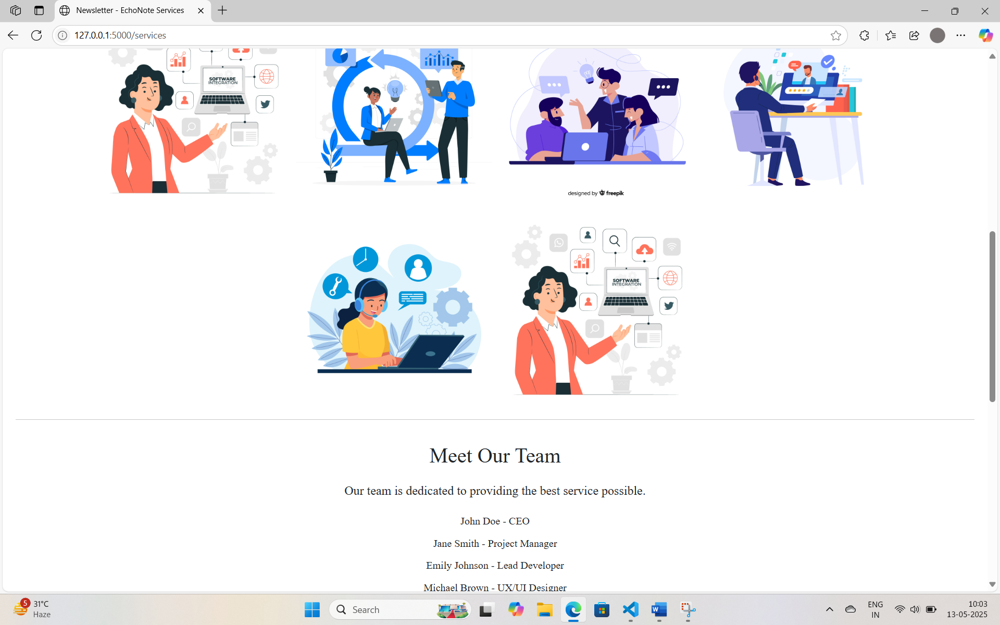 Newsletter - EchoNote Services
127.0.0.1:5000/services
SOFTWARE
INTEGRATION
designed by freepik
SOFTWARE
INTEGRATION
Meet Our Team
Our team is dedicated to providing the best service possible.
John Doe - CEO
Jane Smith - Project Manager
Emily Johnson - Lead Developer
Michael Brown - UX/UI Designer
5
31°C
Haze
Search
W
ENG
IN
10:03
13-05-2025